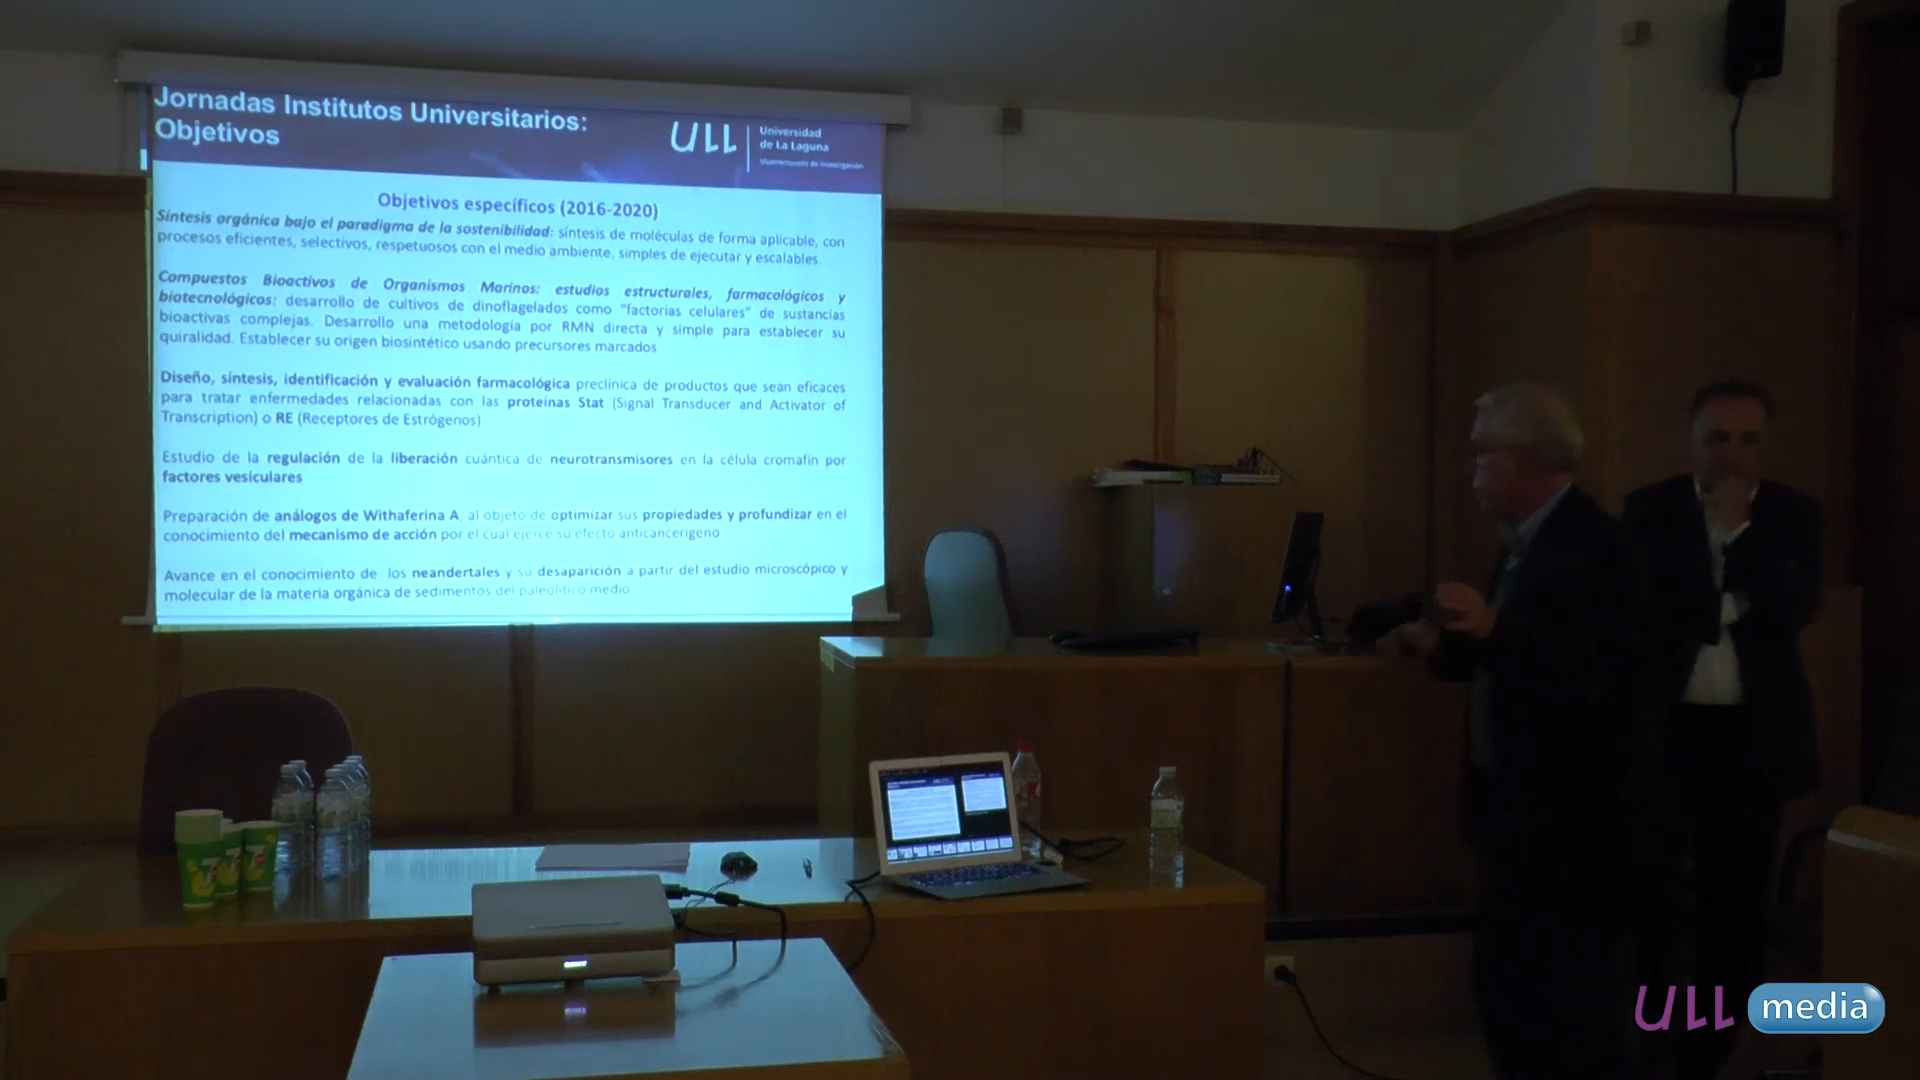 Jornadas Institutos Universitarios:
Objetivos
ULL
Universidad
de La Laguna
Vicerrectorado de Investigación
Objetivos específicos (2016-2020)
Síntesis orgánica bajo el paradigma de la sostenibilidad: síntesis de moléculas de forma aplicable, con
procesos eficientes, selectivos, respetuosos con el medio ambiente, simples de ejecutar y escalables.
Compuestos Bioactivos de Organismos Marinos: estudios estructurales, farmacológicos y
biotecnológicos: desarrollo de cultivos de dinoflagelados como "factorías celulares" de sustancias
bioactivas complejas. Desarrollo una metodología por RMN directa y simple para establecer su
quiralidad. Establecer su origen biosintético usando precursores marcados
Diseño, síntesis, identificación y evaluación farmacológica preclínica de productos que sean eficaces
para tratar enfermedades relacionadas con las proteínas Stat (Signal Transducer and Activator of
Transcription) o RE (Receptores de Estrógenos).
Estudio de la regulación de la liberación cuántica de neurotransmisores en la célula cromafín por
factores vesiculares
Preparación de análogos de Withaferina A, al objeto de optimizar sus propiedades y profundizar en el
conocimiento del mecanismo de acción por el cual ejerce su efecto anticancerigeno
Avance en el conocimiento de los neandertales y su desaparición a partir del estudio microscópico y
molecular de la materia orgánica de sedimentos del paleolítico medio
SONY
ULL media